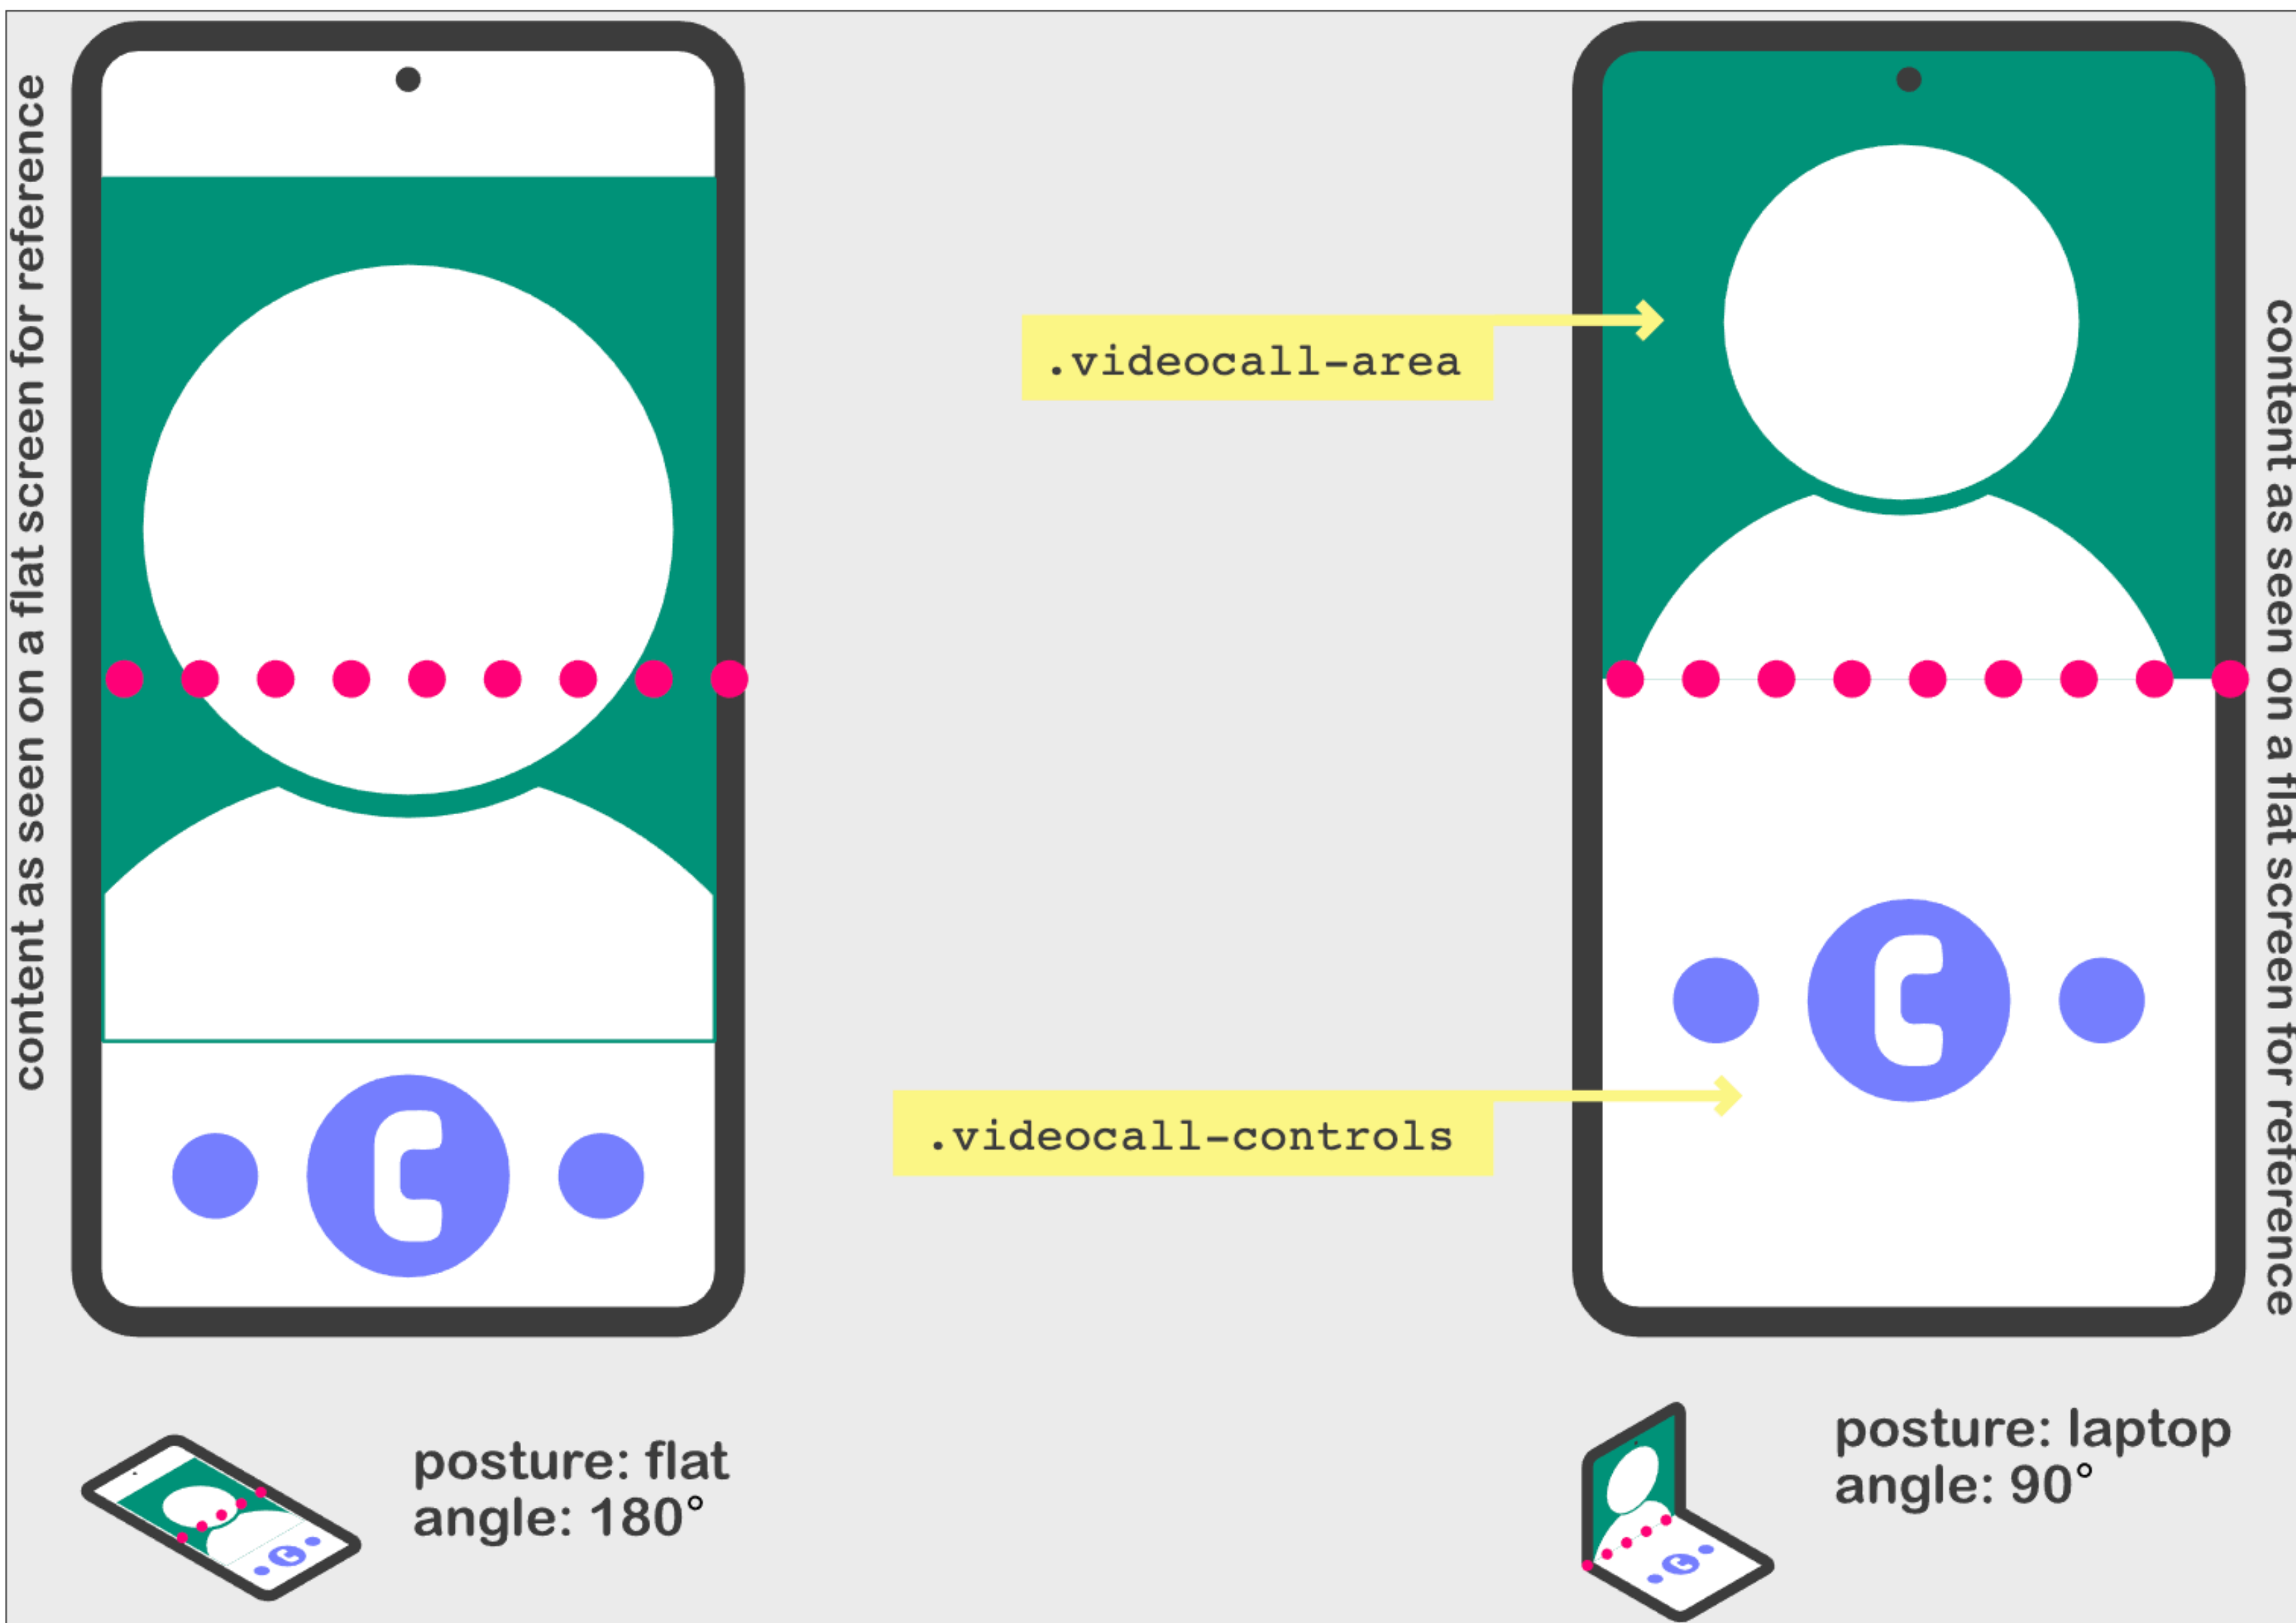 content as seen on a flat screen for reference
.videocall-area
.videocall-controls
content as seen on a flat screen for reference
posture: flat
angle: 180°
posture: laptop
angle: 90°